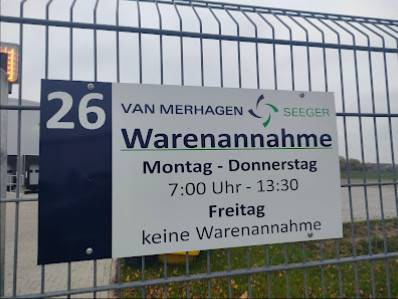 26
VAN MERHAGEN SEEGER
Warenannahme
Montag - Donnerstag
7:00 Uhr - 13:30
Freitag
keine Warenannahme